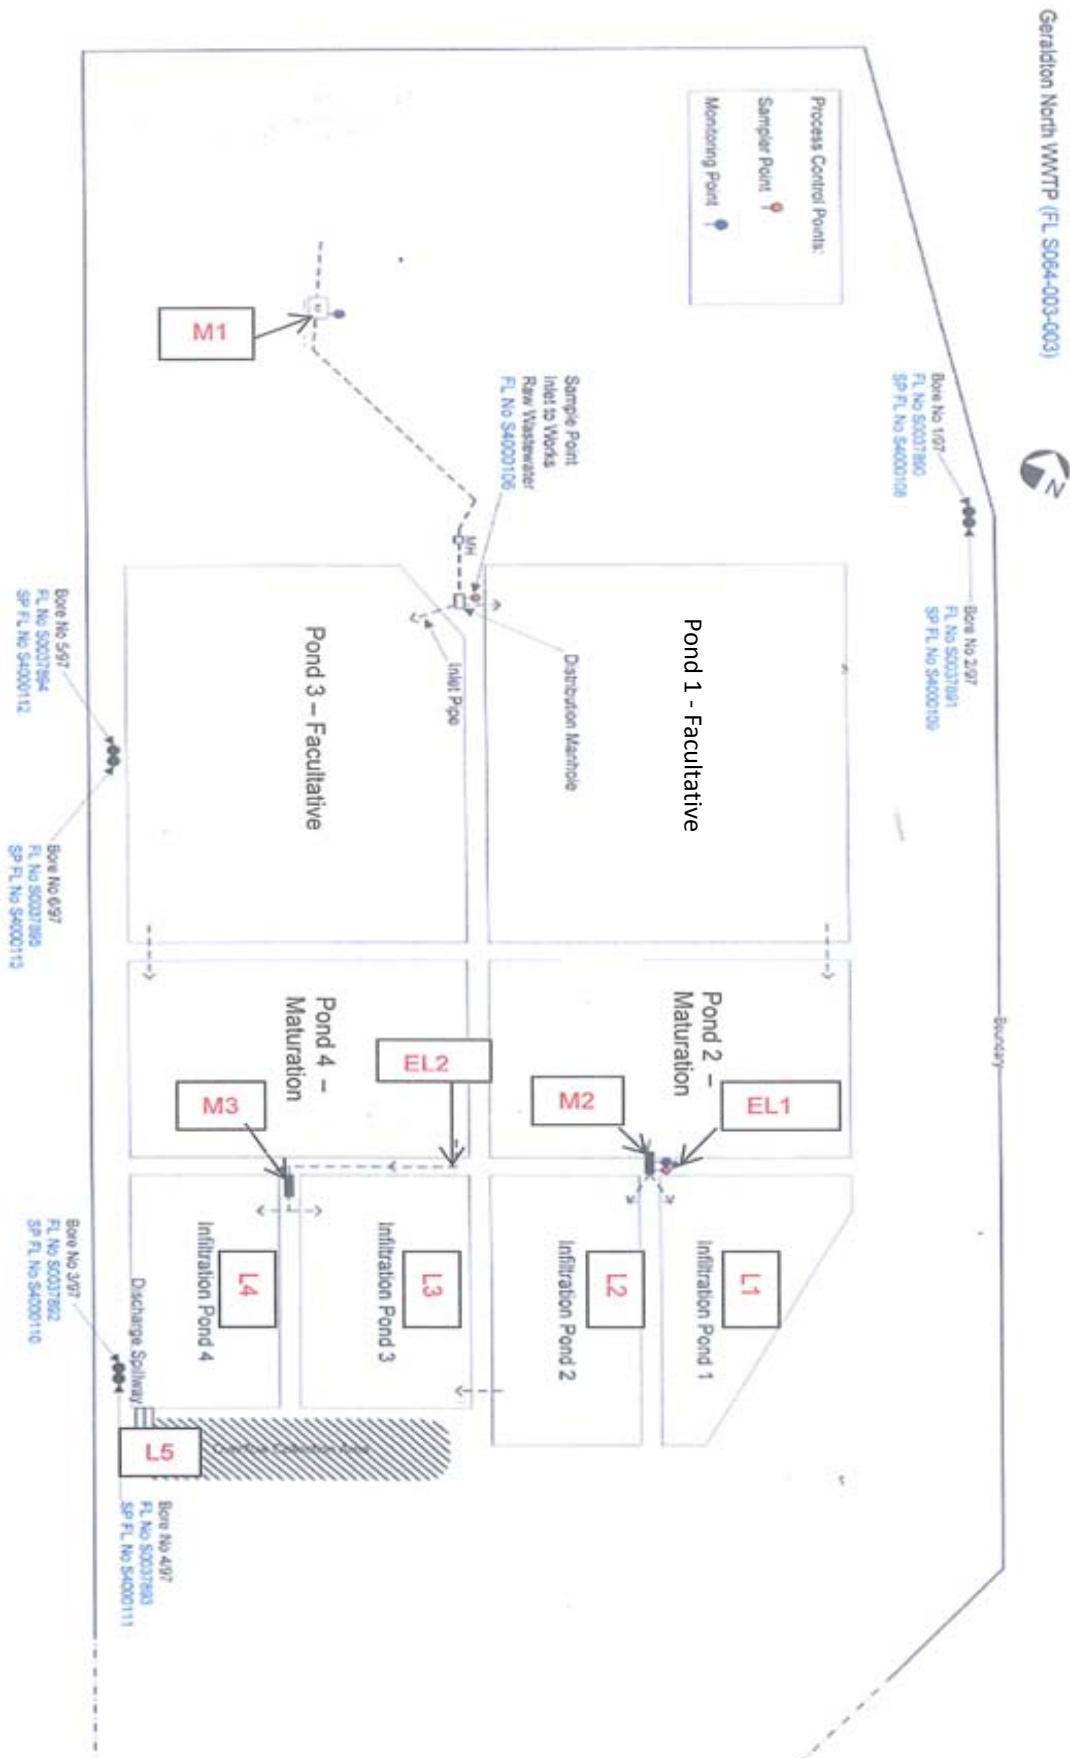 Geraldton North WWTP (FL S064-003-003)
N
Process Control Points:
Sampler Point
Monitoring Point
Bore No 1/97
FL No S0037890
SP FL No S4000108
Bore No 2/97
FL No S0037891
SP FL No S4000109
Boundary
M1
Sample Point
Inlet to Works
Raw Wastewater
FL No S4000106
MH
Distribution Manhole
Inlet Pipe
Pond 1 - Facultative
Pond 3 – Facultative
Bore No 5/97
FL No S0037894
SP FL No S4000112
Bore No 6/97
FL No S0037895
SP FL No S4000113
Pond 2 –
Maturation
Pond 4 –
Maturation
EL1
M2
EL2
M3
L1
Infiltration Pond 1
L2
Infiltration Pond 2
L3
Infiltration Pond 3
L4
Infiltration Pond 4
Discharge Spillway
L5
Overflow Collection Area
Bore No 3/97
FL No S0037892
SP FL No S4000110
Bore No 4/97
FL No S0037893
SP FL No S4000111